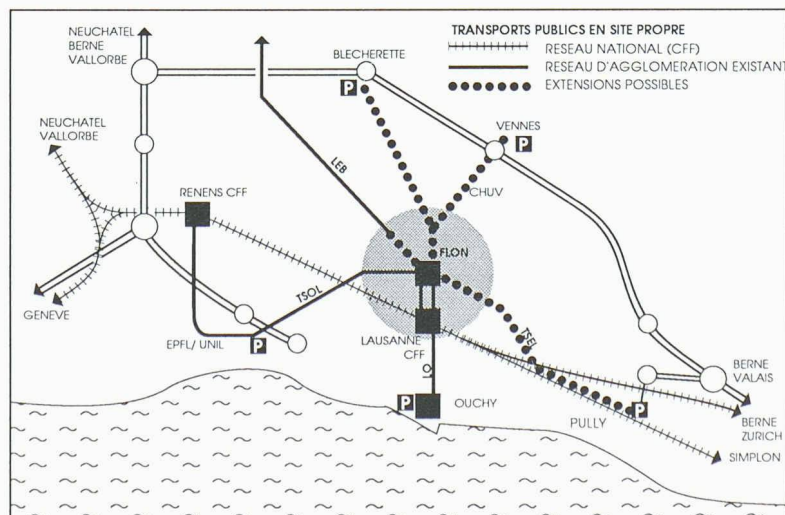 TRANSPORTS PUBLICS EN SITE PROPRE
RESEAU NATIONAL (CFF)
RESEAU D'AGGLOMERATION EXISTANT
EXTENSIONS POSSIBLES
NEUCHATEL
BERNE
VALLORBE
BLECHERETTE
P
NEUCHATEL
VALLORBE
VENNES
P
LEB
CHUV
RENENS CFF
FLON
TSOL
GENEVE
EPFL/ UNIL
P
LAUSANNE
CFF
TSEL
LO
BERNE
VALAIS
P
OUCHY
PULLY
P
BERNE
ZURICH
SIMPLON